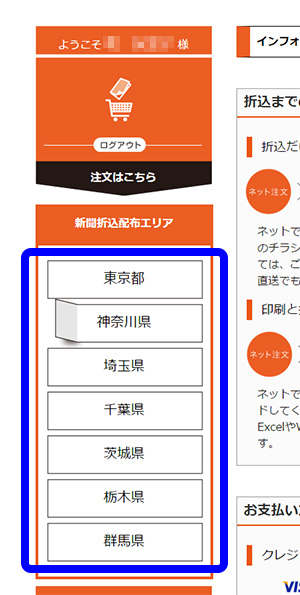 ようこそ 様
ログアウト
注文はこちら
新聞折込配布エリア
東京都
神奈川県
埼玉県
千葉県
茨城県
栃木県
群馬県
インフォ
折込までの
折込だけ
ネット注文
ネットで
のチラシ
ては、ご
直送でも
印刷と
ネット注文
ネットで
ドしてく
ExcelやW
す。
お支払い
クレジ
VIS